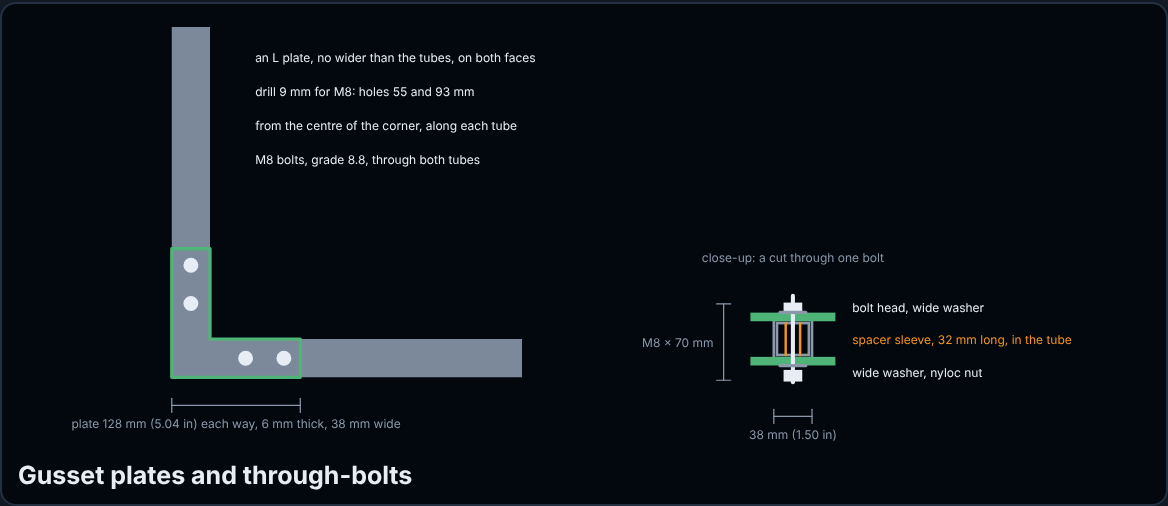 an L plate, no wider than the tubes, on both faces
drill 9 mm for M8: holes 55 and 93 mm
from the centre of the corner, along each tube
M8 bolts, grade 8.8, through both tubes
close-up: a cut through one bolt
bolt head, wide washer
M8 × 70 mm
spacer sleeve, 32 mm long, in the tube
wide washer, nyloc nut
plate 128 mm (5.04 in) each way, 6 mm thick, 38 mm wide
38 mm (1.50 in)
Gusset plates and through-bolts